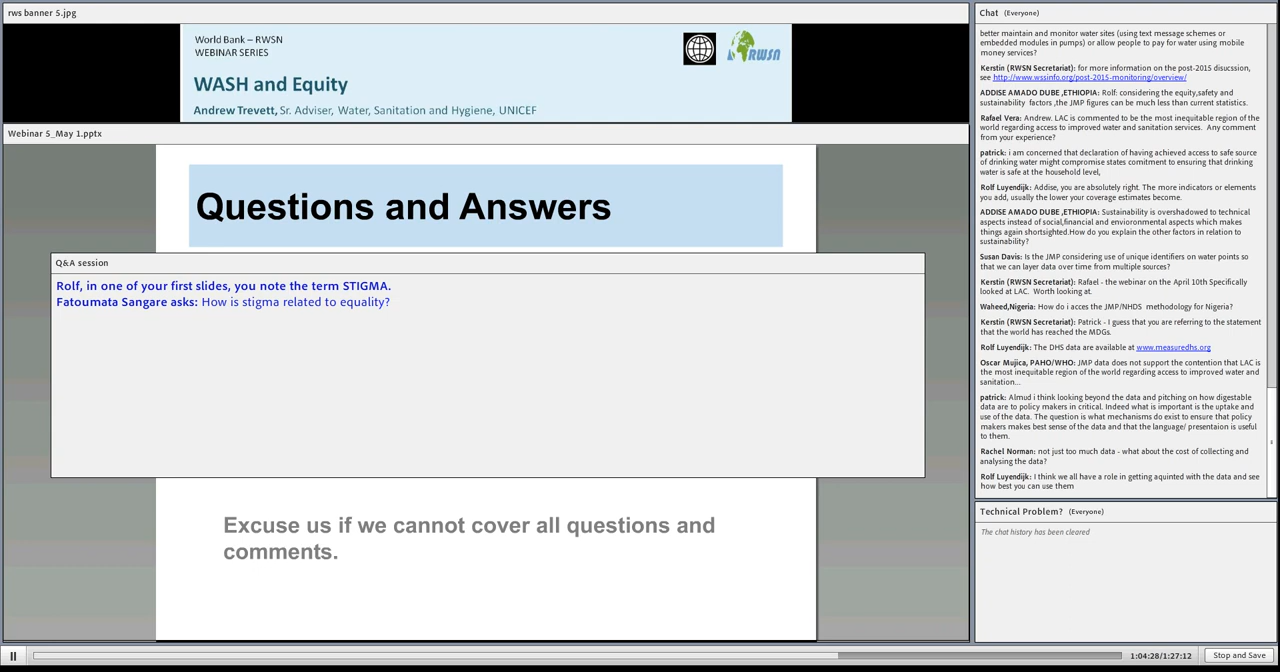 rws banner 5.jpg
World Bank – RWSN
WEBINAR SERIES
RWSN
WASH and Equity
Andrew Trevett, Sr. Adviser, Water, Sanitation and Hygiene, UNICEF
Webinar 5_May 1.pptx
Questions and Answers
Q&A session
Rolf, in one of your first slides, you note the term STIGMA.
Fatoumata Sangare asks: How is stigma related to equality?
Excuse us if we cannot cover all questions and
comments.
Chat (Everyone)
better maintain and monitor water sites (using text message schemes or
embedded modules in pumps) or allow people to pay for water using mobile
money services?
Kerstin (RWSN Secretariat): for more information on the post-2015 disucssion,
see http://www.wssinfo.org/post-2015-monitoring/overview/
ADDISE AMADO DUBE ,ETHIOPIA: Rolf: considering the equity,safety and
sustainability factors ,the JMP figures can be much less than current statistics.
Rafael Vera: Andrew. LAC is commented to be the most inequitable region of the
world regarding access to improved water and sanitation services. Any comment
from your experience?
patrick: i am concerned that declaration of having achieved access to safe source
of drinking water might compromise states comitment to ensuring that drinking
water is safe at the household level,
Rolf Luyendijk: Addise, you are absolutely right. The more indicators or elements
you add, usually the lower your coverage estimates become.
ADDISE AMADO DUBE ,ETHIOPIA: Sustainability is overshadowed to technical
aspects instead of social,financial and enviororomental aspects which makes
things again shortsighted.How do you explain the other factors in relation to
sustainability?
Susan Davis: Is the JMP considering use of unique identifiers on water points so
that we can layer data over time from multiple sources?
Kerstin (RWSN Secretariat): Rafael - the webinar on the April 10th Specifically
looked at LAC. Worth looking at.
Waheed,Nigeria: How do i acces the JMP/NHDS methodology for Nigeria?
Kerstin (RWSN Secretariat): Patrick - I guess that you are referring to the statement
that the world has reached the MDGs.
Rolf Luyendijk: The DHS data are available at www.measuredhs.org
Oscar Mujica, PAHO/WHO: JMP data does not support the contention that LAC is
the most inequitable region of the world regarding access to improved water and
sanitation...
patrick: Almud i think looking beyond the data and pitching on how digestable
data are to policy makers in critical. Indeed what is important is the uptake and
use of the data. The question is what mechanisms do exist to ensure that policy
makers makes best sense of the data and that the language/ presentaion is useful
to them.
Rachel Norman: not just too much data - what about the cost of collecting and
analysing the data?
Rolf Luyendijk: I think we all have a role in getting aquinted with the data and see
how best you can use them
Technical Problem? (Everyone)
The chat history has been cleared
1:04:28/1:27:12
Stop and Save